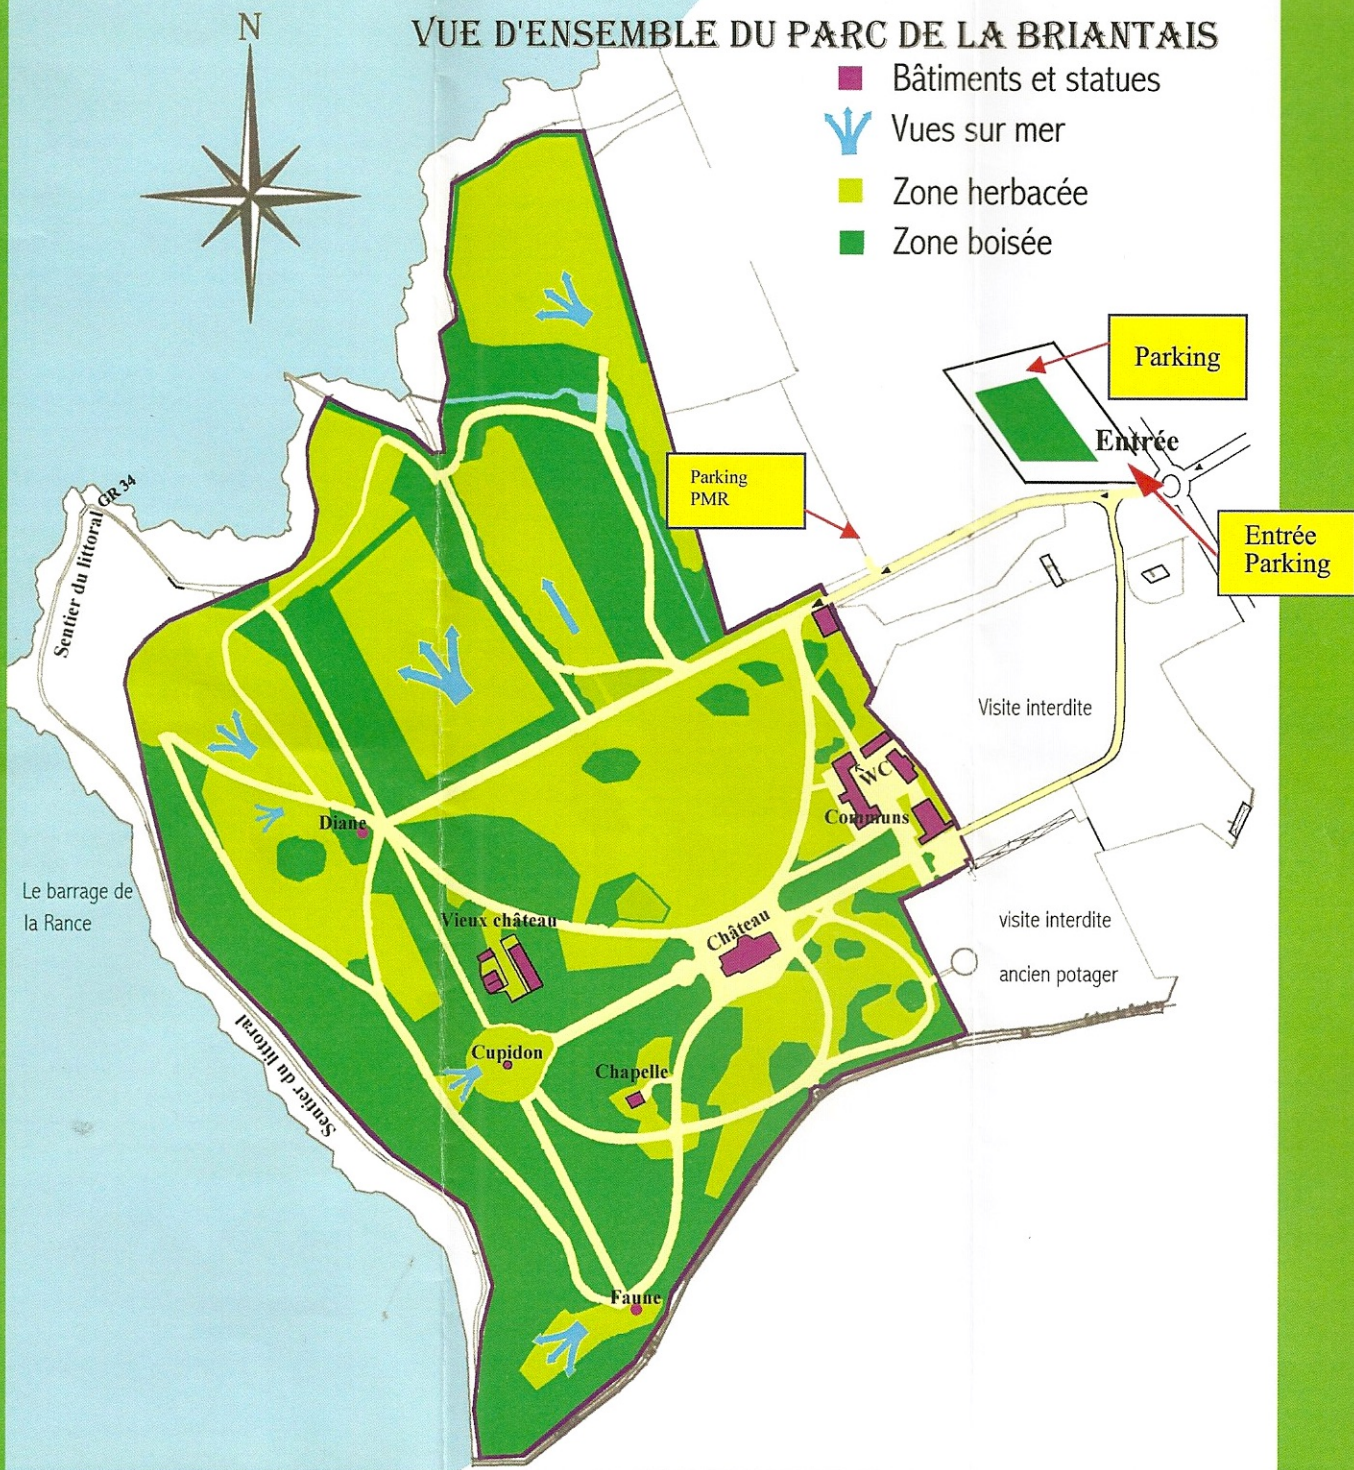 N
VUE D'ENSEMBLE DU PARC DE LA BRIANTAIS
Bâtiments et statues
Vues sur mer
Zone herbacée
Zone boisée
Parking
Entrée
Parking
PMR
Entrée
Parking
GR 34
Sentier du littoral
Visite interdite
WC
Communs
Diane
Le barrage de
la Rance
Vieux château
Château
visite interdite
ancien potager
Cupidon
Chapelle
Sentier du littoral
Faune